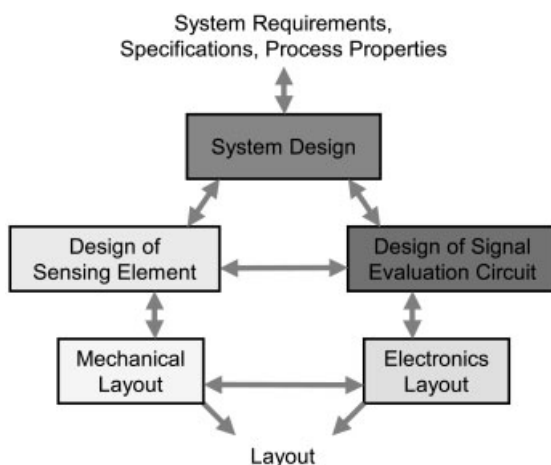 System Requirements,
Specifications, Process Properties
System Design
Design of
Sensing Element
Design of Signal
Evaluation Circuit
Mechanical
Layout
Electronics
Layout
Layout